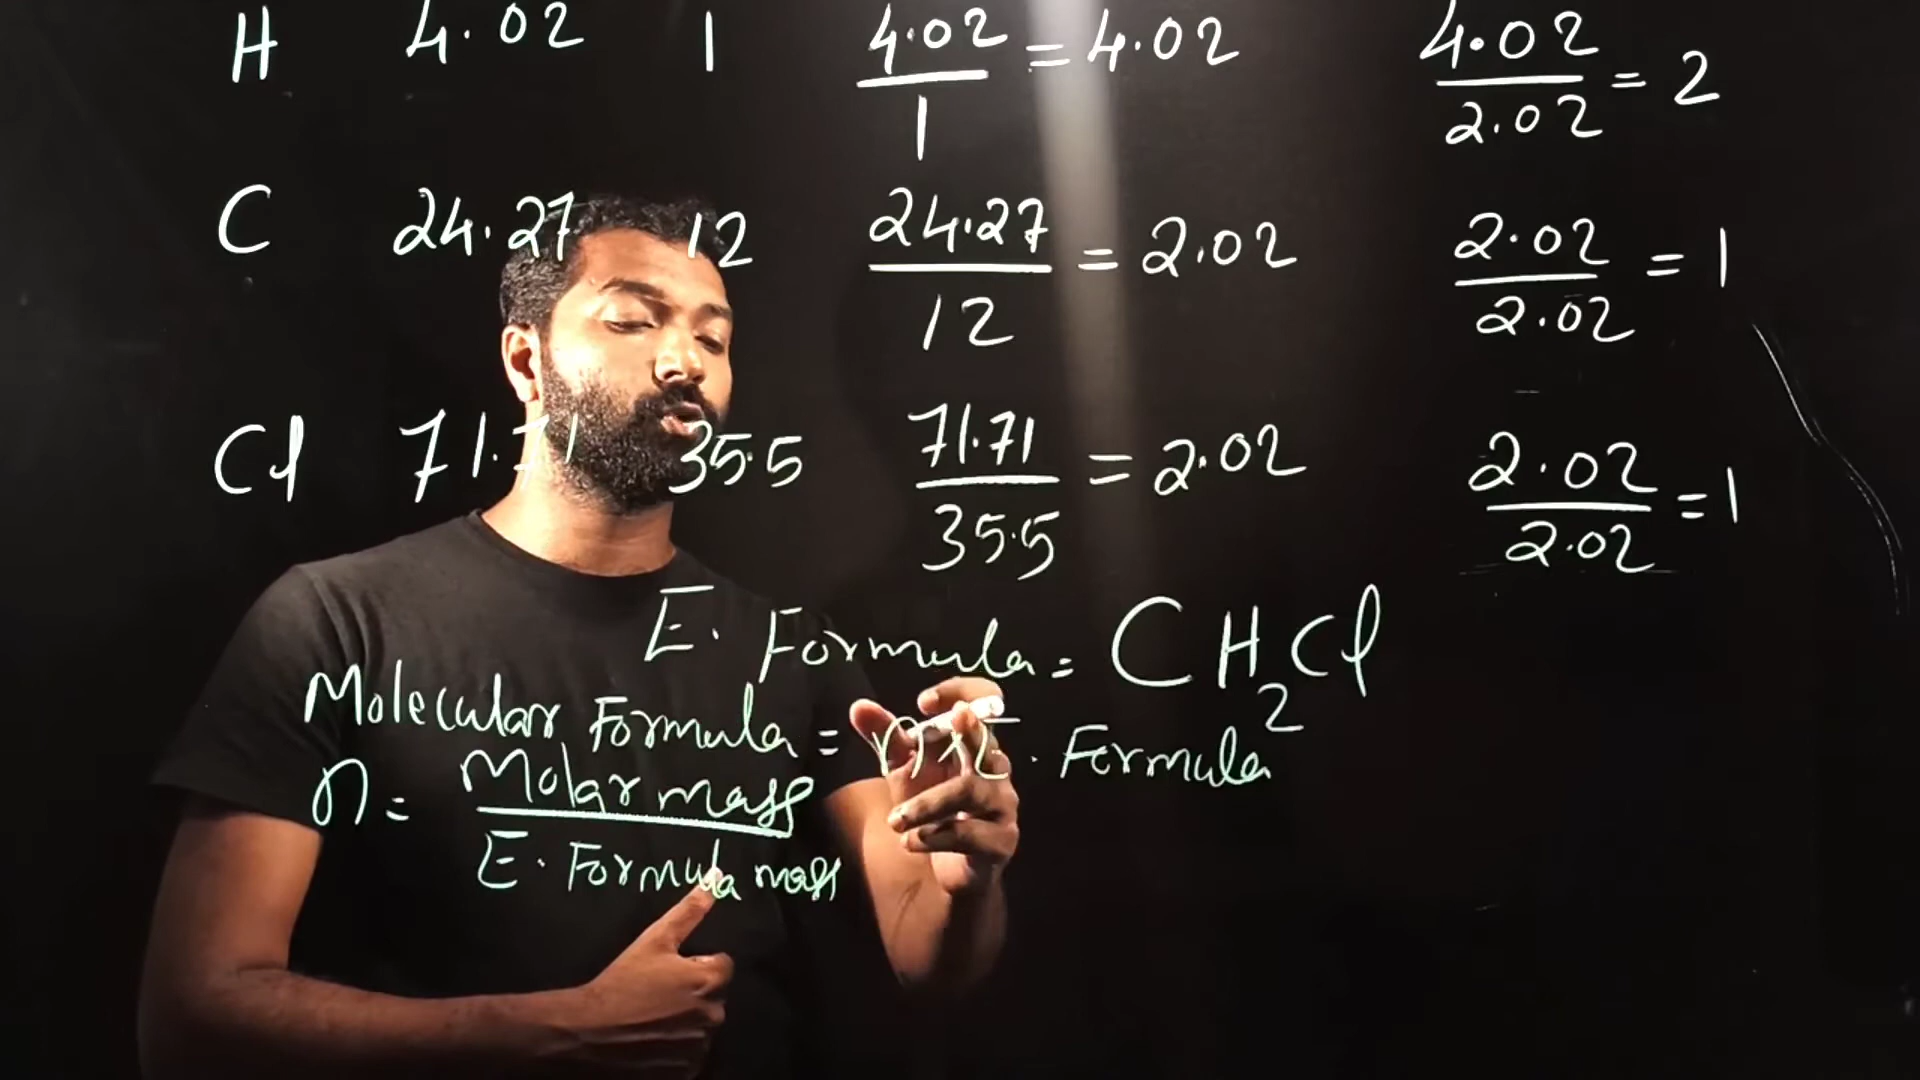 H 4.02 1 4.02/1 = 4.02 4.02/2.02 = 2
C 24.27 12 24.27/12 = 2.02 2.02/2.02 = 1
Cl 71.71 35.5 71.71/35.5 = 2.02 2.02/2.02 = 1
E. Formula = CH₂Cl
Molecular Formula = n × E. Formula
n = Molar mass / E. Formula mass